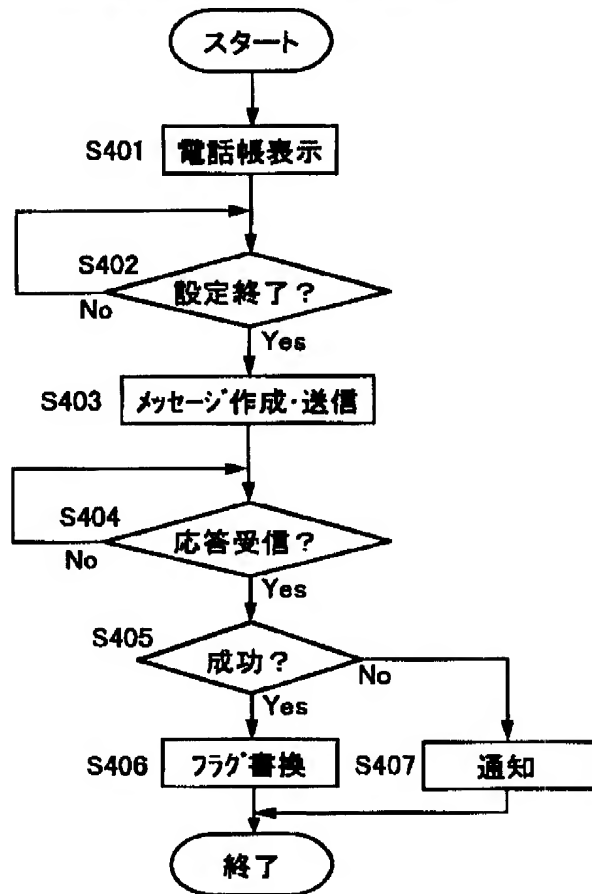 スタート
S401 電話帳表示
S402
設定終了？
No
Yes
S403 メッセージ作成・送信
S404
応答受信？
No
Yes
S405
成功？
No
Yes
S406 フラグ書換 S407 通知
終了